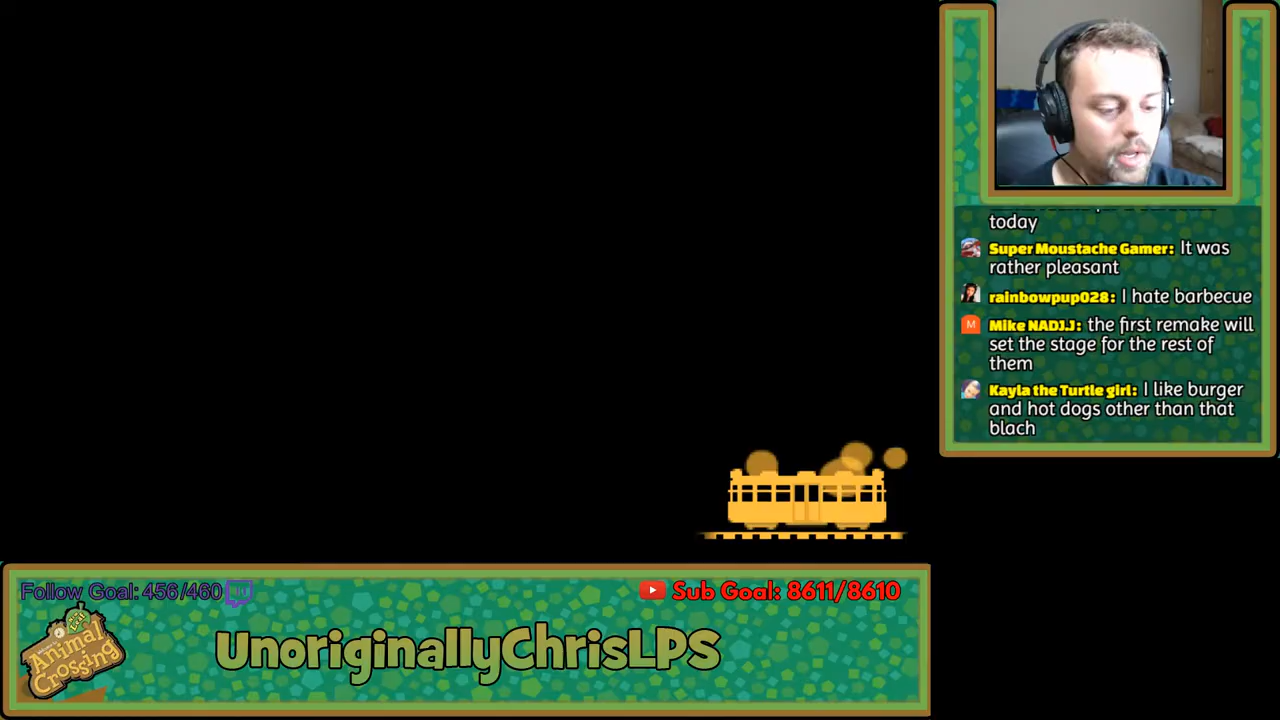 today
Super Moustache Gamer: It was
rather pleasant
rainbowpup028: I hate barbecue
M
Mike NADJ.J: the first remake will
set the stage for the rest of
them
Kayla the Turtle girl: I like burger
and hot dogs other than that
blach
Follow Goal: 456/460
Sub Goal: 8611/8610
Animal
Crossing
UnoriginallyChrisLPS